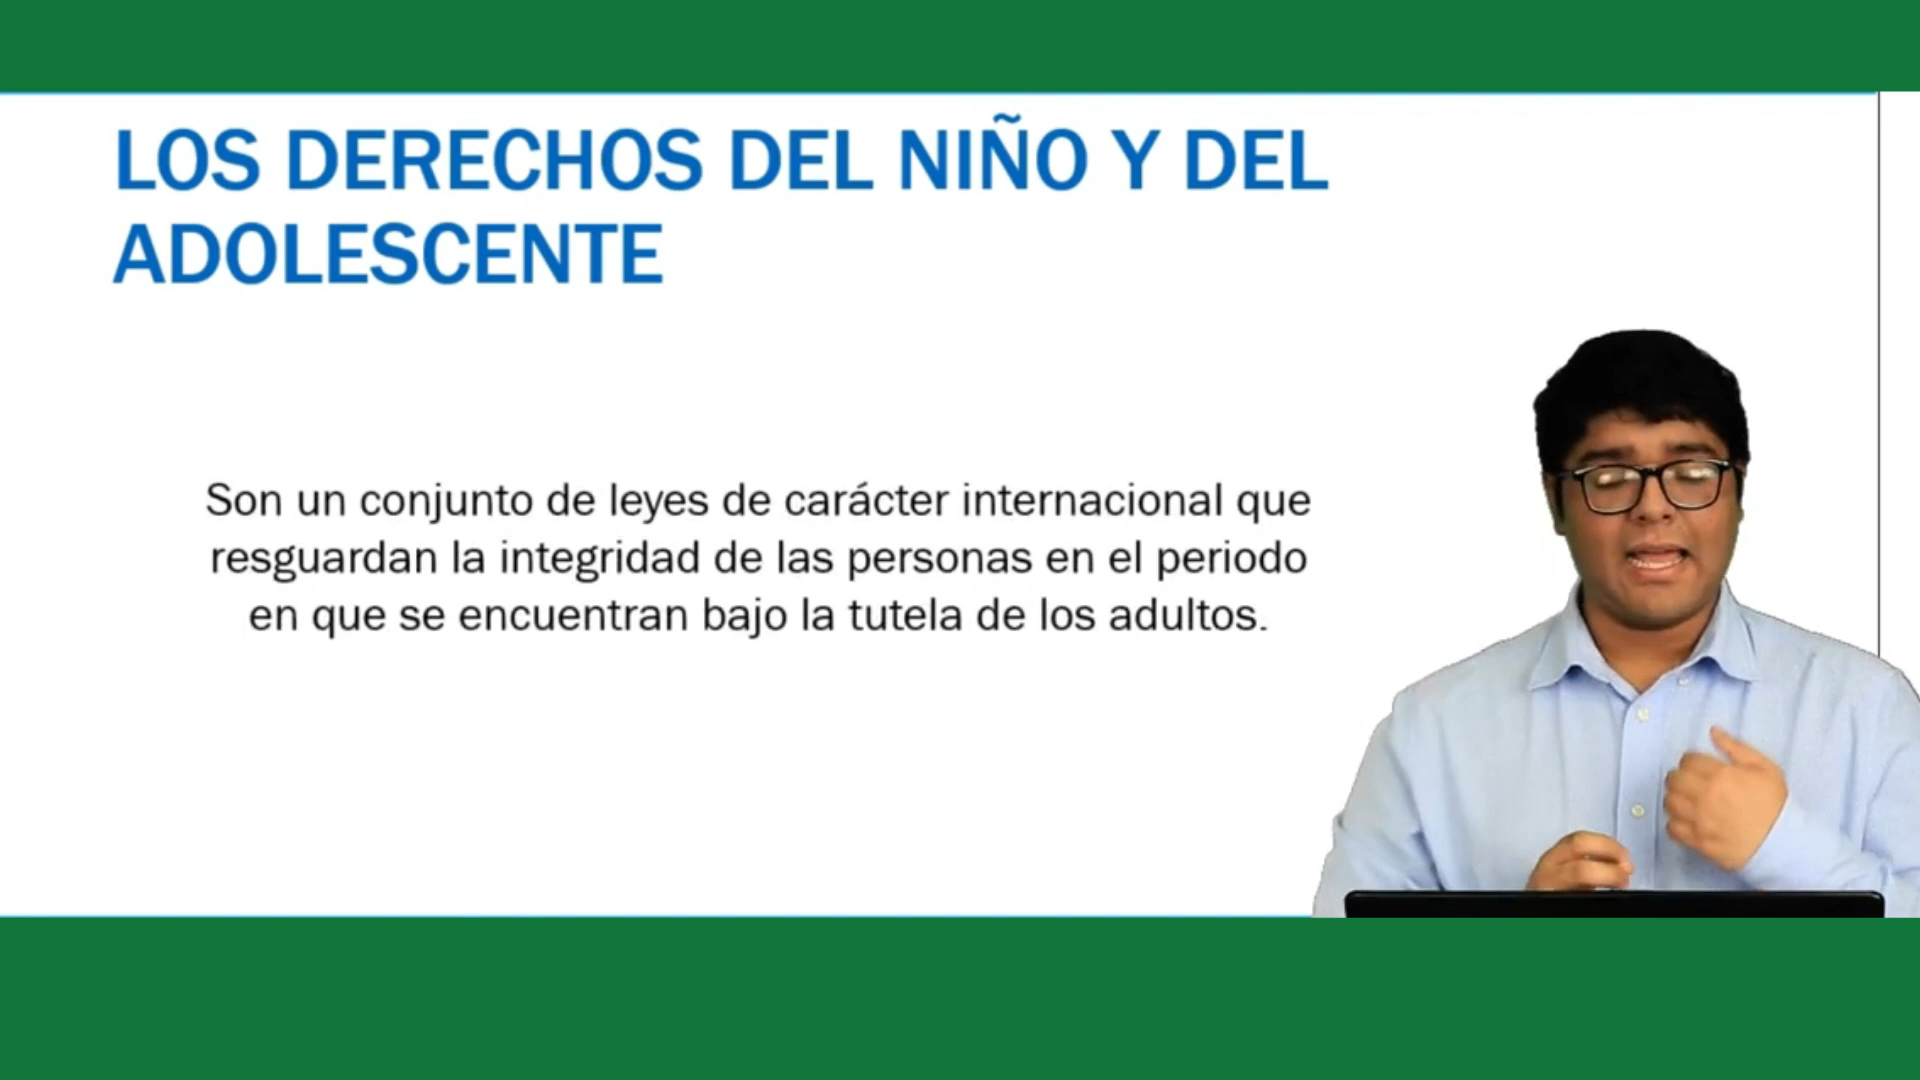 LOS DERECHOS DEL NIÑO Y DEL
ADOLESCENTE
Son un conjunto de leyes de carácter internacional que
resguardan la integridad de las personas en el periodo
en que se encuentran bajo la tutela de los adultos.